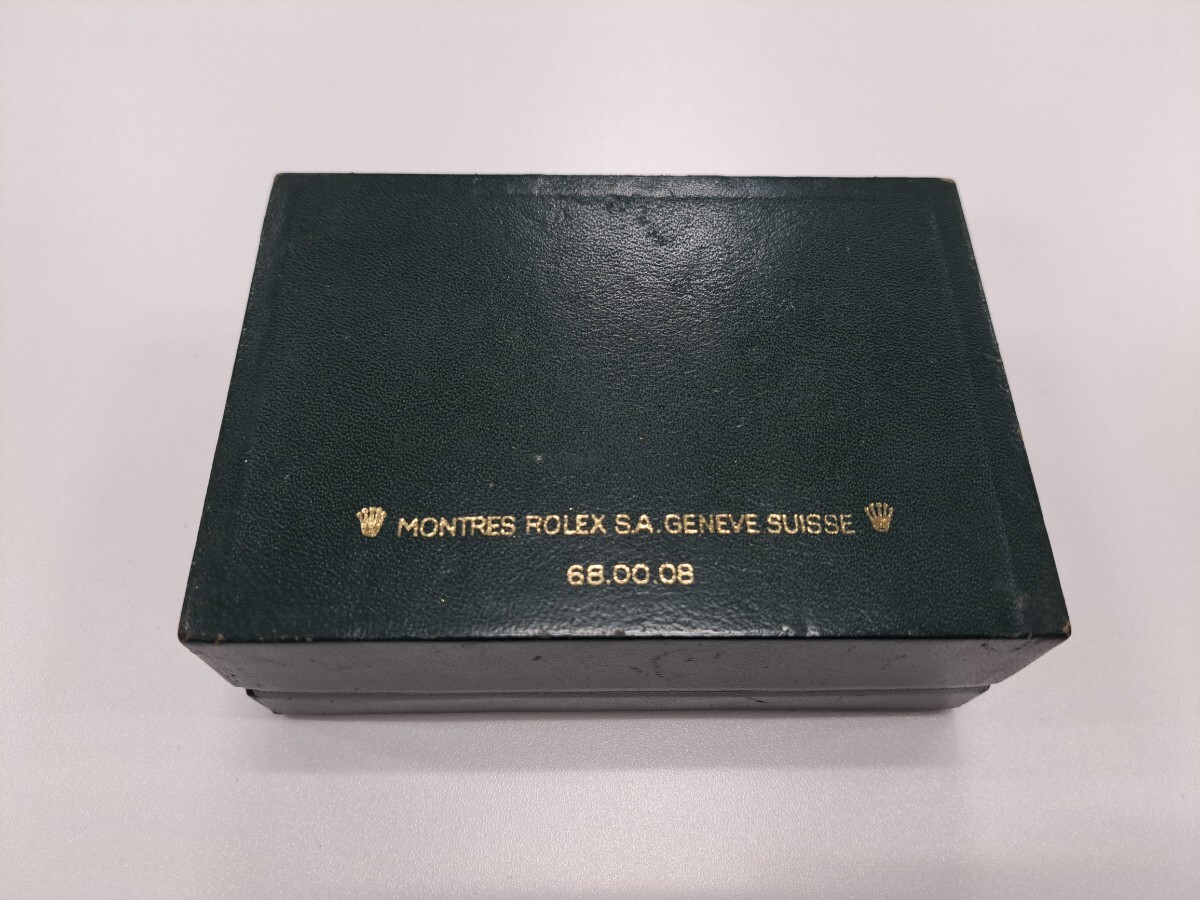 MONTRES ROLEX S.A. GENEVE SUISSE
68.00.08